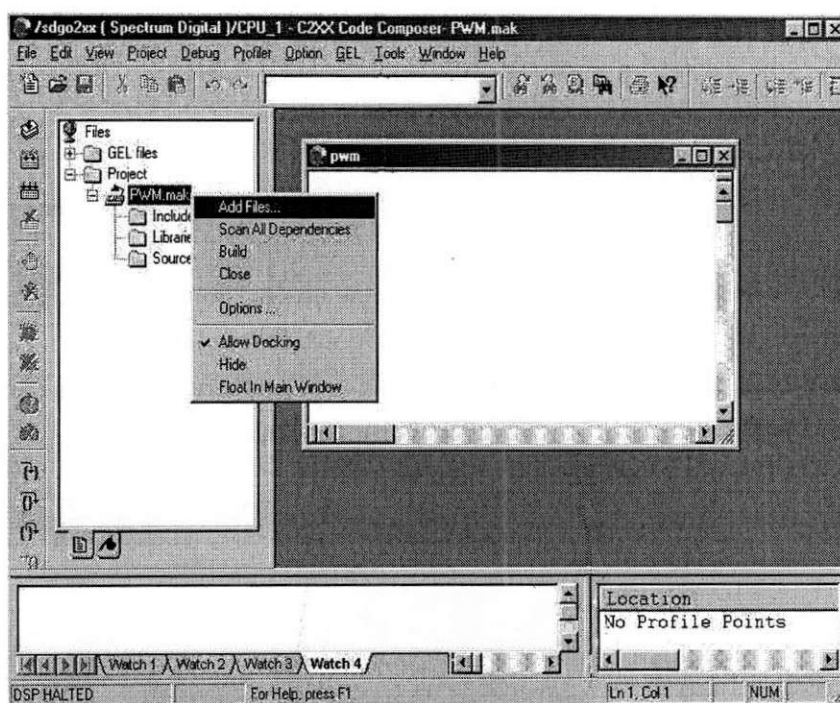 /sdgo2xx ( Spectrum Digital )/CPU_1 - C2XX Code Composer- PWM.mak
File Edit View Project Debug Profiler Option GEL Tools Window Help
Files
GEL files
Project
PWM.mak
Include
Librarie
Source
Add Files...
Scan All Dependencies
Build
Close
Options ...
Allow Docking
Hide
Float In Main Window
pwm
Watch 1 Watch 2 Watch 3 Watch 4
Location
No Profile Points
DSP HALTED
For Help, press F1
Ln 1, Col 1
NUM